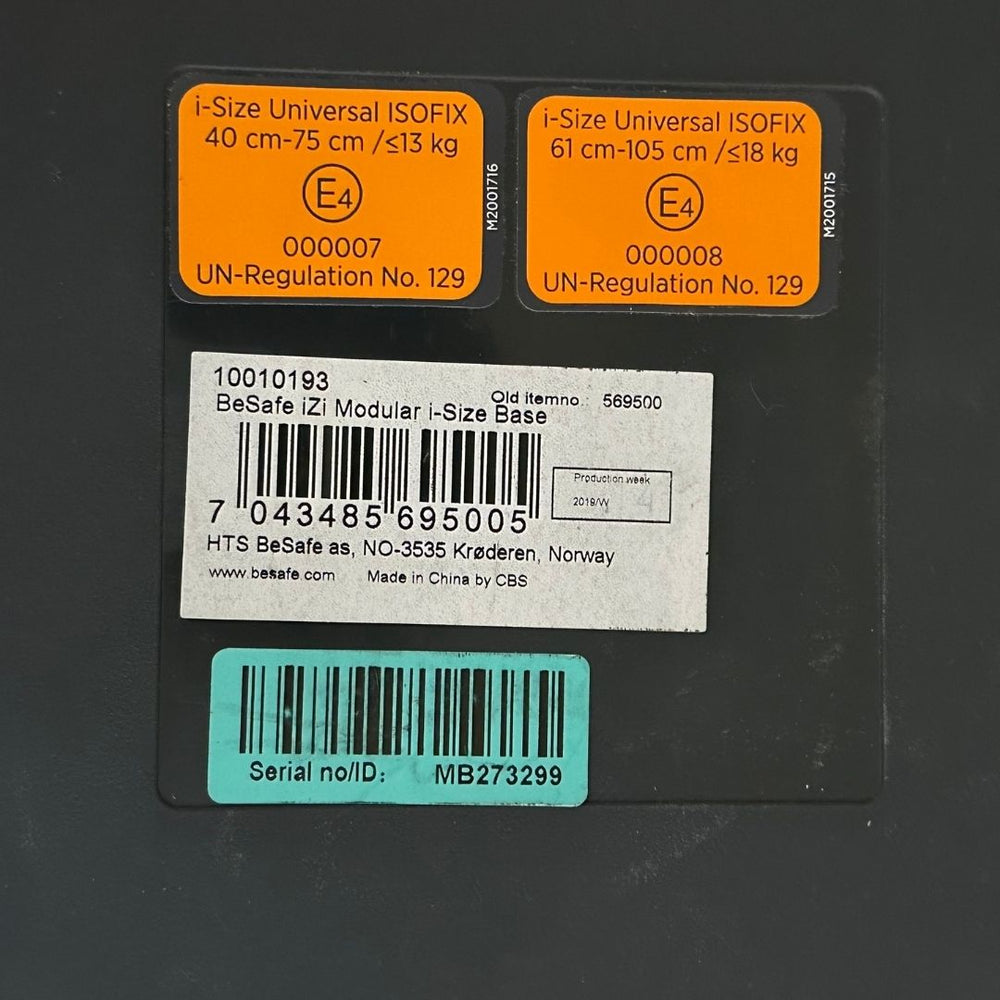 i-Size Universal ISOFIX
40 cm-75 cm /≤13 kg
E4
000007
UN-Regulation No. 129
M2001716
i-Size Universal ISOFIX
61 cm-105 cm /≤18 kg
E4
000008
UN-Regulation No. 129
M2001715
10010193
Old itemno.: 569500
BeSafe iZi Modular i-Size Base
Production week
2019/W
7 043485 695005
HTS BeSafe as, NO-3535 Krøderen, Norway
www.besafe.com Made in China by CBS
Serial no/ID: MB273299